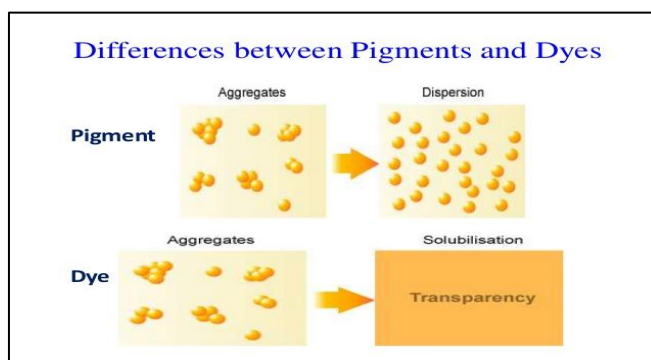 Differences between Pigments and Dyes
Aggregates
Dispersion
Pigment
Aggregates
Solubilisation
Dye
Transparency